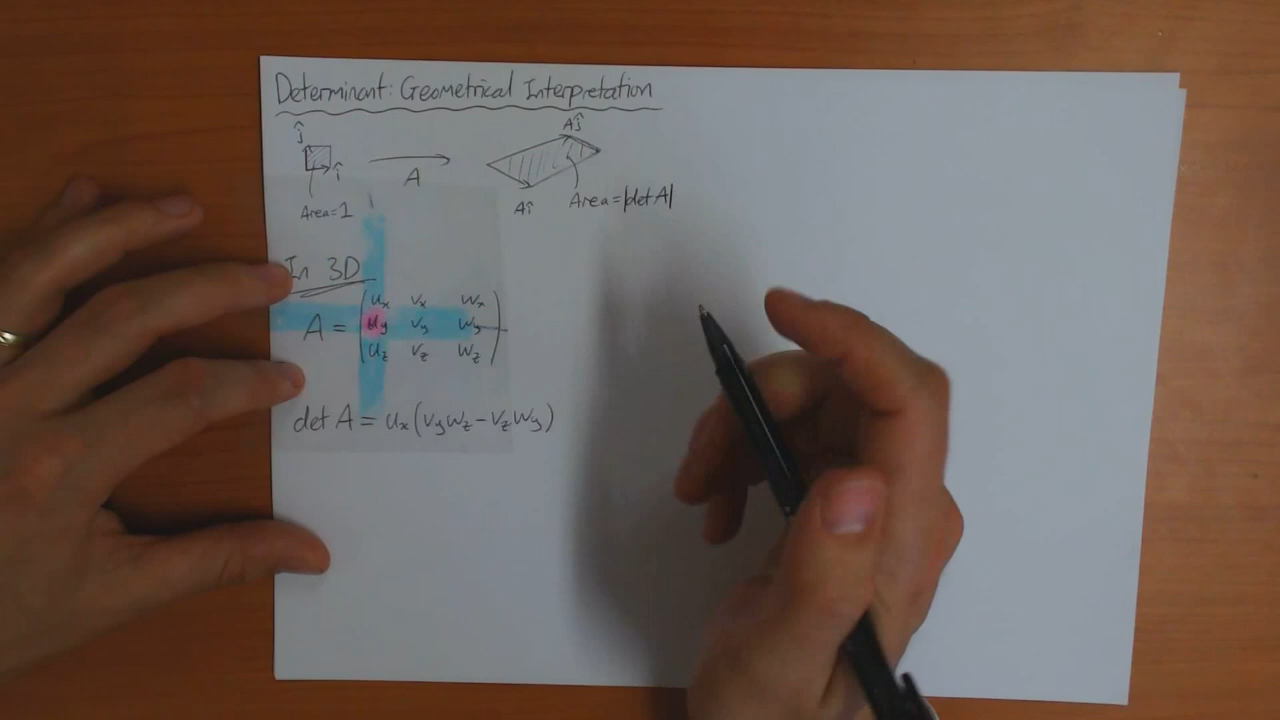 Determinant: Geometrical Interpretation
ĵ
î
Area=1
A
Aĵ
Aî
Area=|det A|
In 3D
A = (uₓ vₓ wₓ
u_y v_y w_y
u_z v_z w_z)
det A = uₓ(v_y w_z − v_z w_y)